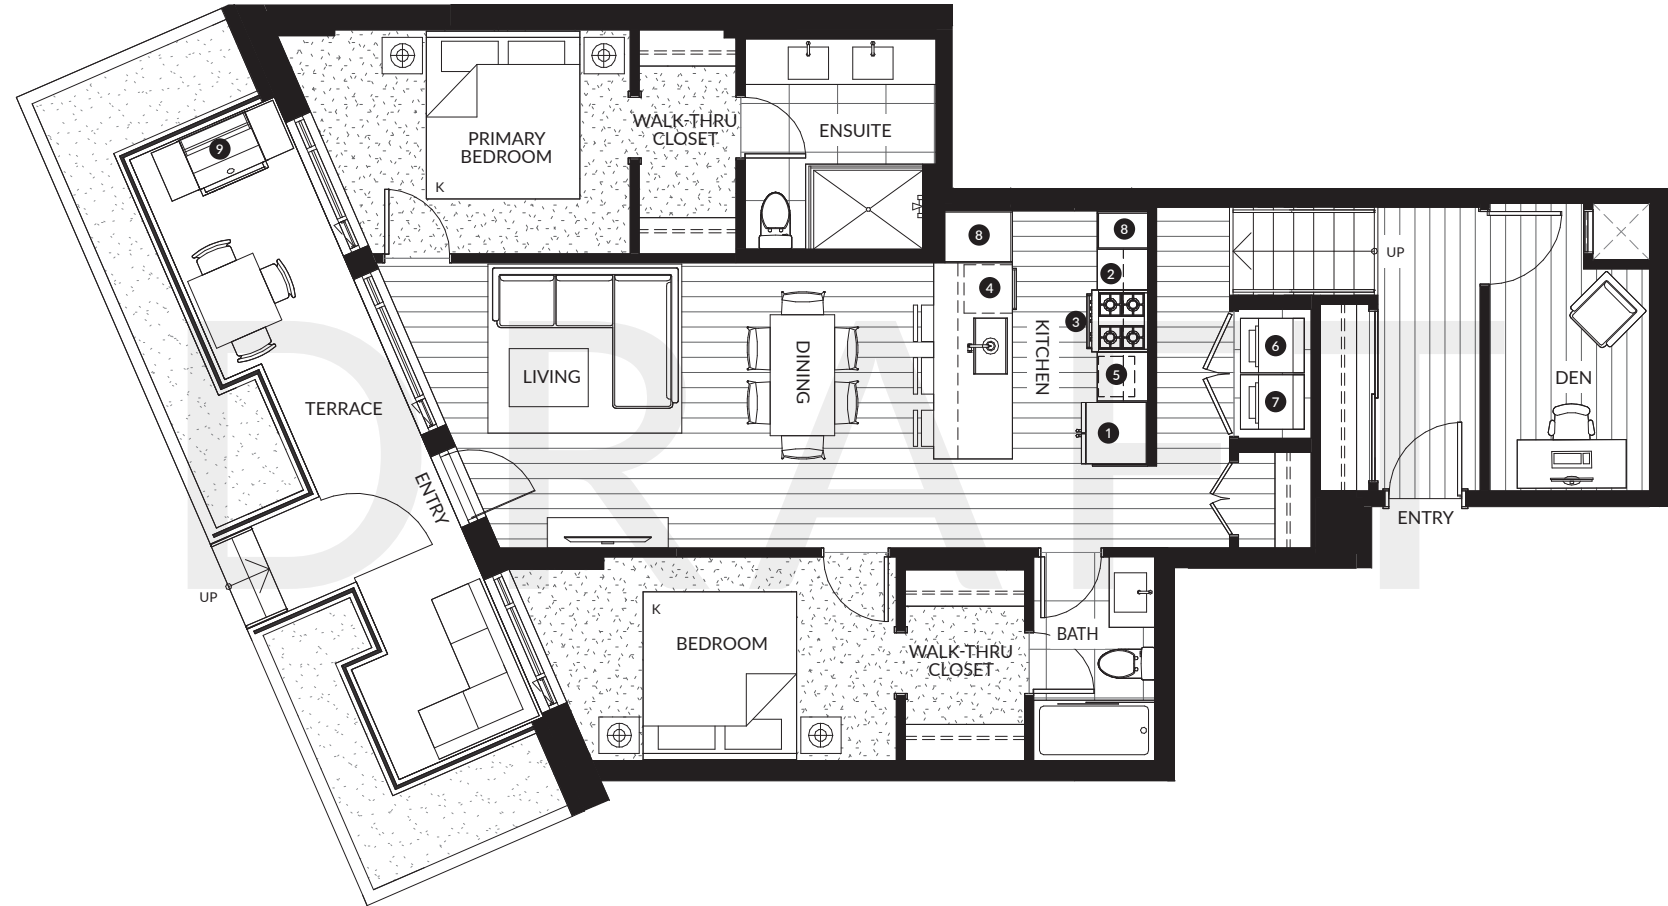 DRAFT
PRIMARY
BEDROOM
K
WALK-THRU
CLOSET
ENSUITE
9
8
8
2
4
3
KITCHEN
5
1
UP
6
7
DEN
LIVING
DINING
TERRACE
ENTRY
ENTRY
UP
K
BEDROOM
WALK-THRU
CLOSET
BATH